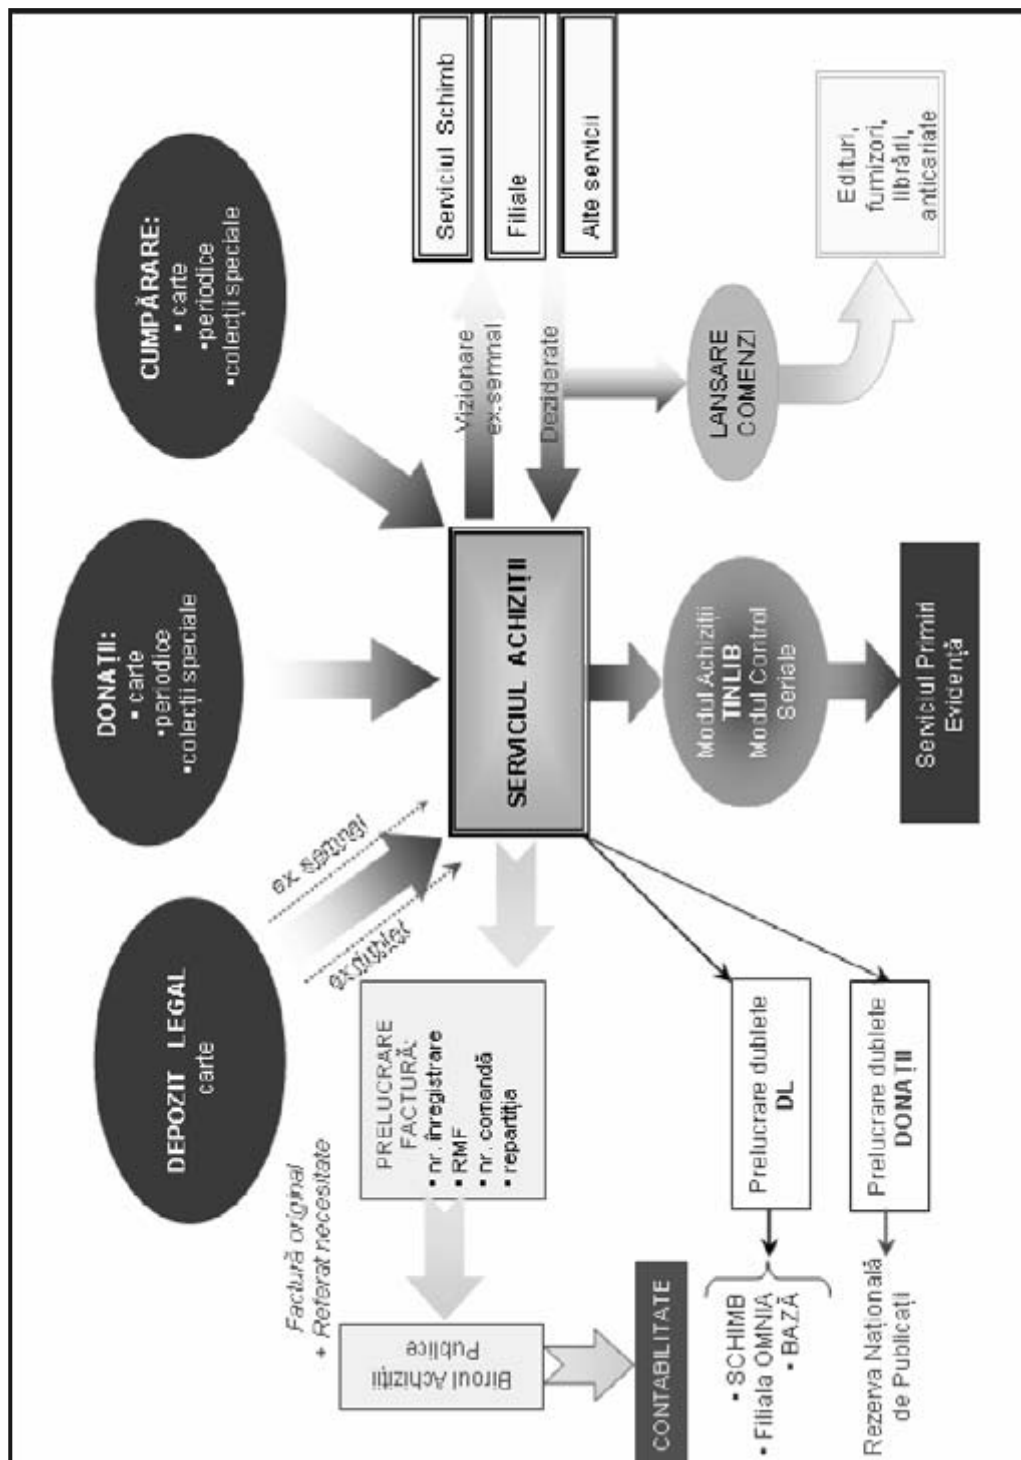 DEPOZIT LEGAL
carte
DONAȚII:
▪ carte
▪periodice
▪colecții speciale
CUMPĂRARE:
▪ carte
▪periodice
▪colecții speciale
ex. semnal
ex.dublet
Factură original
+ Referat necesitate
PRELUCRARE
FACTURĂ:
▪ nr. înregistrare
▪ RMF
▪ nr. comandă
▪ repartiția
Biroul Achiziții
Publice
CONTABILITATE
SERVICIUL ACHIZIȚII
Vizionare
ex.semnal
Deziderate
Serviciul Schimb
Filiale
Alte servicii
LANSARE
COMENZI
Edituri,
furnizori,
librării,
anticariate
Modul Achiziții
TINLIB
Modul Control
Seriale
Serviciul Primiri
Evidență
Prelucrare dublete
DL
▪ SCHIMB
▪ Filiala OMNIA
▪ BAZĂ
Prelucrare dublete
DONAȚII
Rezerva Națională
de Publicații